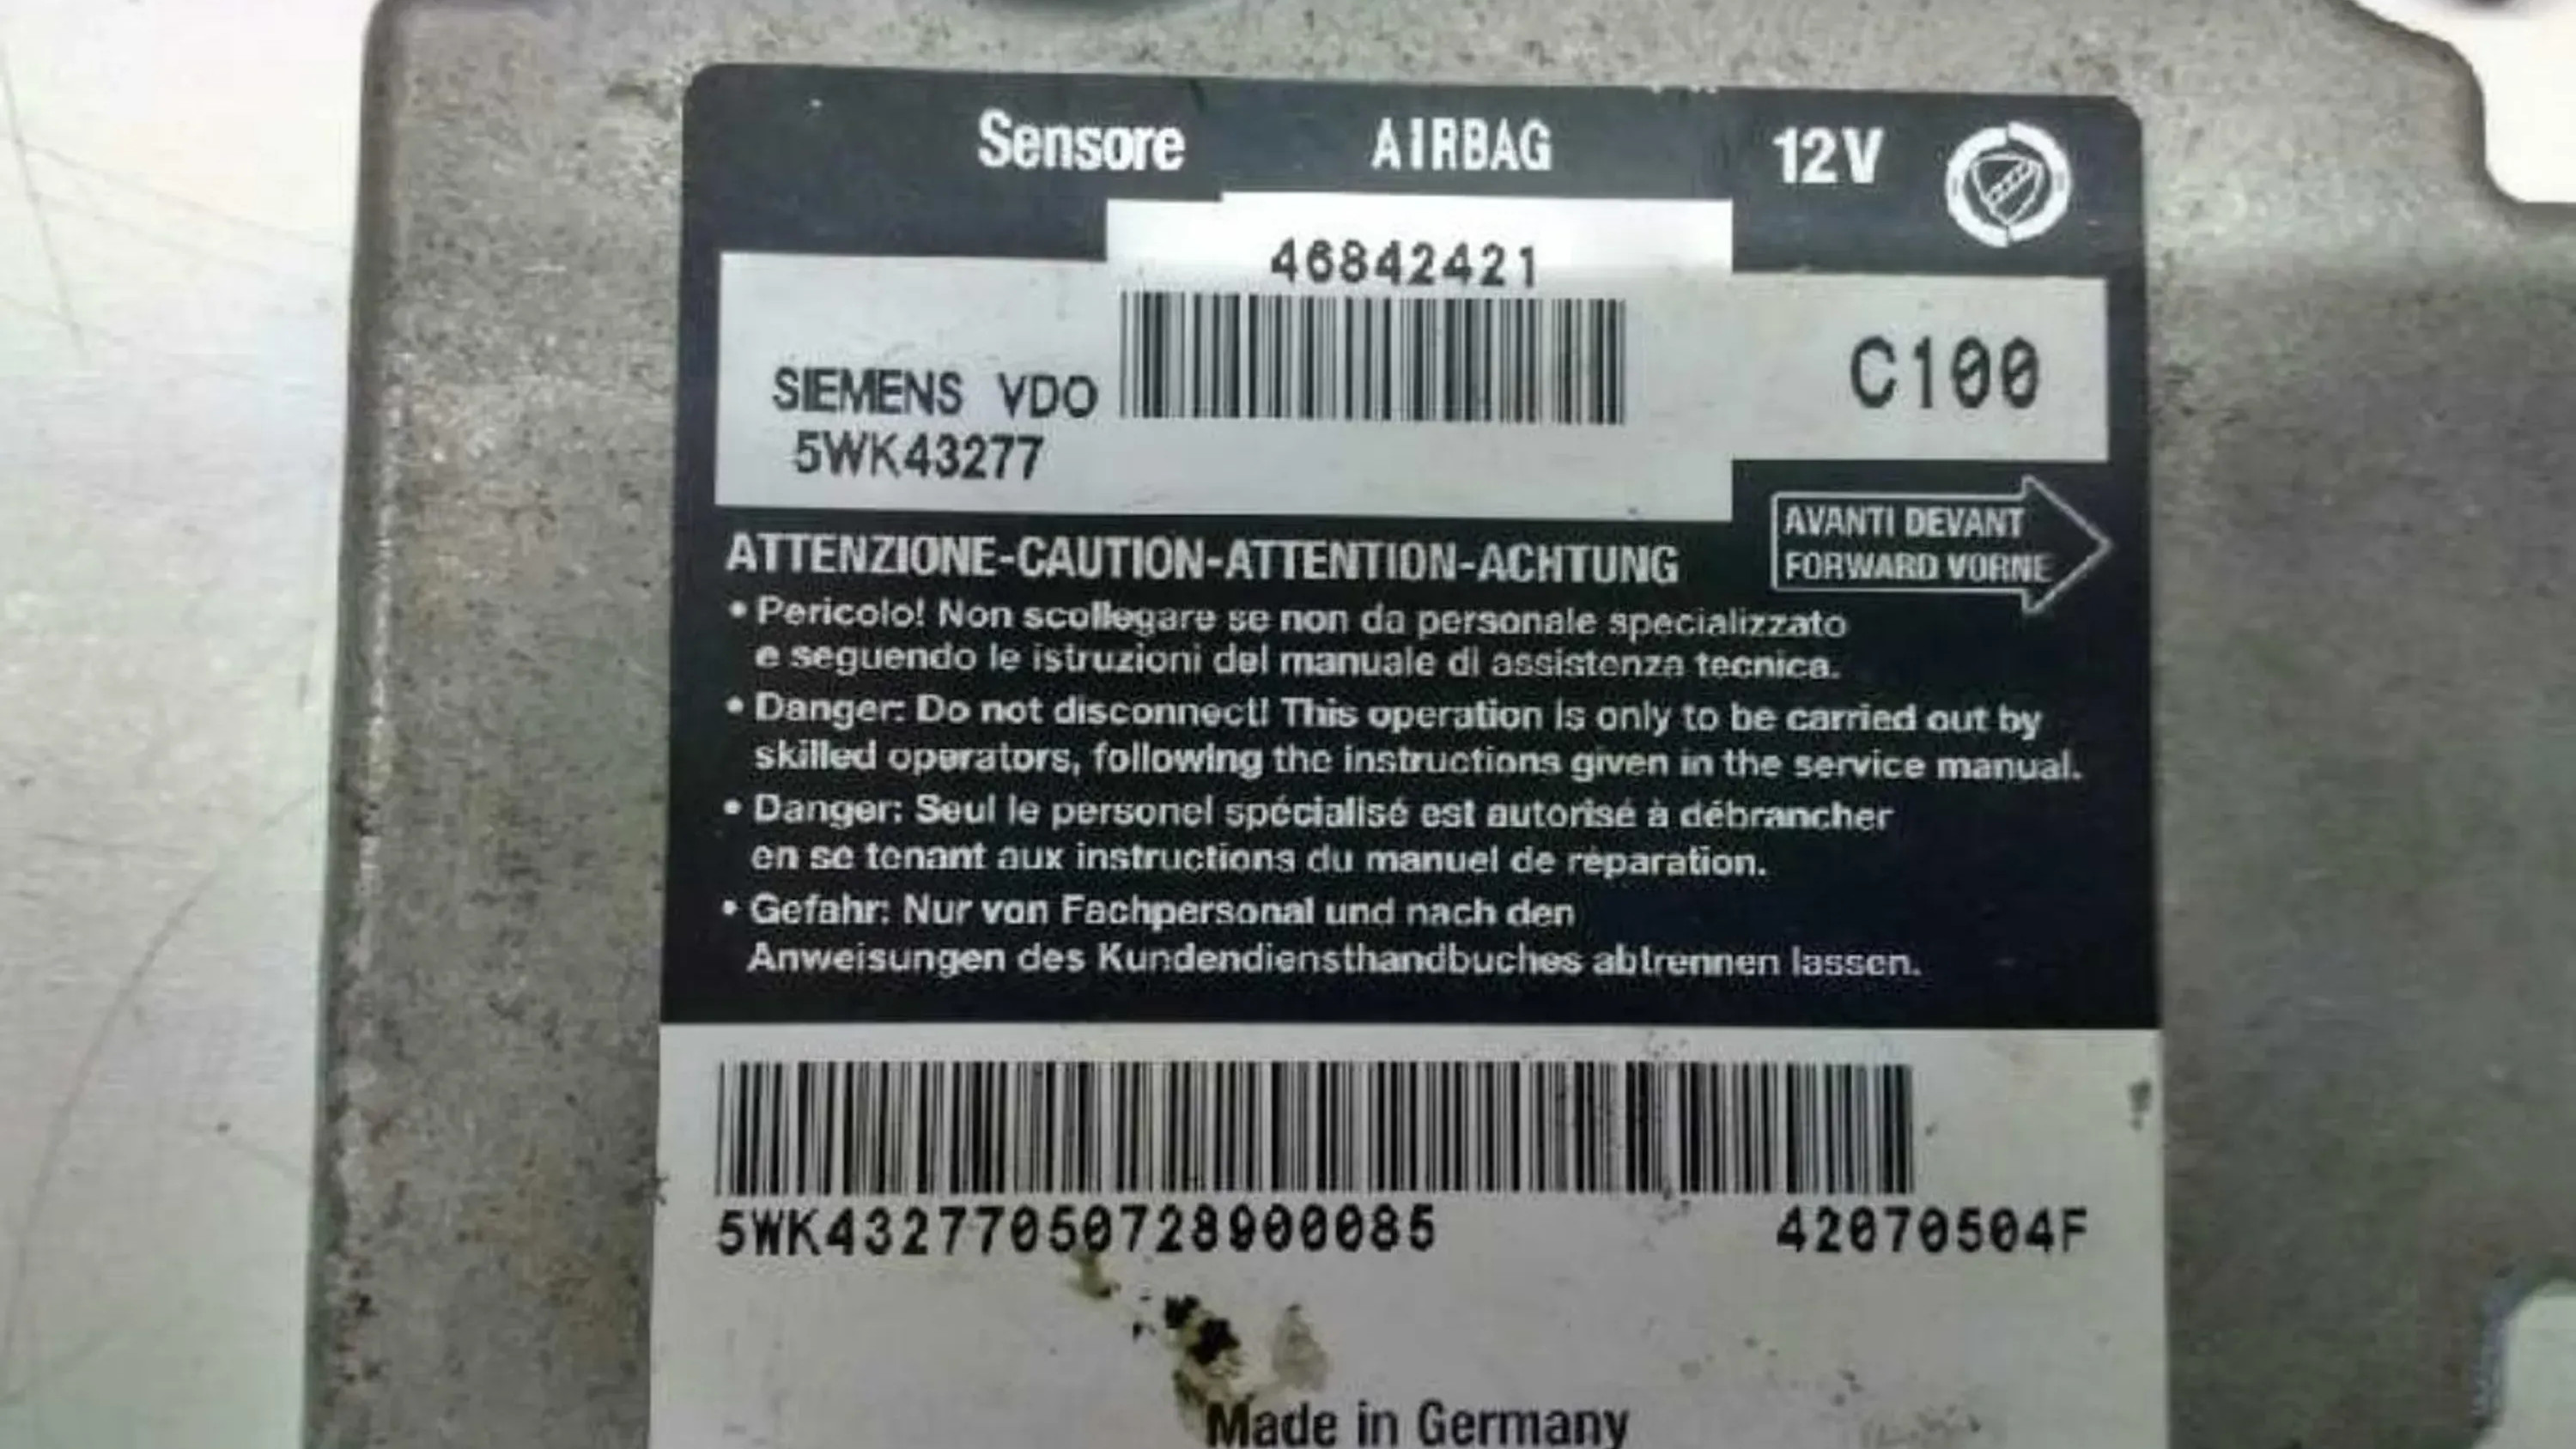 Sensore AIRBAG 12V
46842421
SIEMENS VDO
5WK43277
C100
AVANTI DEVANT
FORWARD VORNE
ATTENZIONE-CAUTION-ATTENTION-ACHTUNG
• Pericolo! Non scollegare se non da personale specializzato
e seguendo le istruzioni del manuale di assistenza tecnica.
• Danger: Do not disconnect! This operation is only to be carried out by
skilled operators, following the instructions given in the service manual.
• Danger: Seul le personel spécialisé est autorisé à débrancher
en se tenant aux instructions du manuel de réparation.
• Gefahr: Nur von Fachpersonal und nach den
Anweisungen des Kundendiensthandbuches abtrennen lassen.
5WK43277050728900085 42070504F
Made in Germany